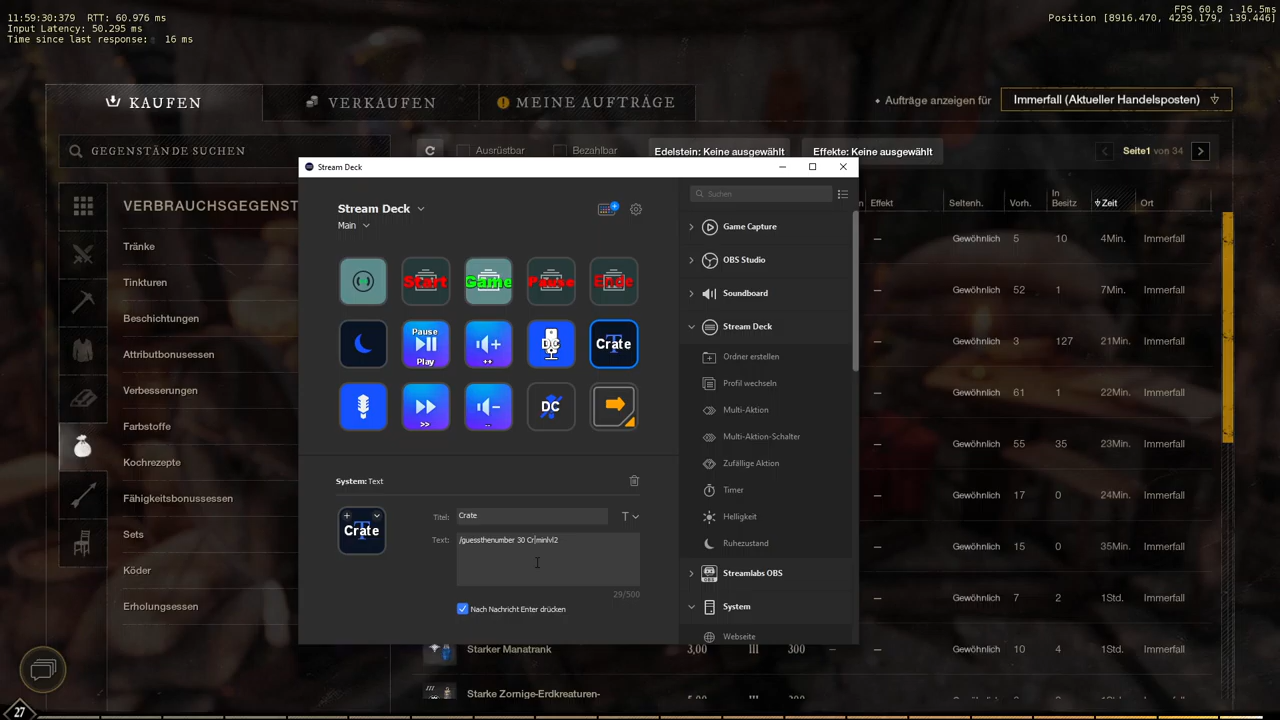 11:59:30:379 RTT: 60.976 ms
Input Latency: 50.295 ms
Time since last response: 16 ms
FPS 60.8 - 16.5ms
Position [8916.470, 4239.179, 139.446]
KAUFEN
VERKAUFEN
MEINE AUFTRÄGE
Aufträge anzeigen für
Immerfall (Aktueller Handelsposten)
GEGENSTÄNDE SUCHEN
Ausrüstbar
Bezahlbar
Edelstein: Keine ausgewählt
Effekte: Keine ausgewählt
Seite1 von 34
VERBRAUCHSGEGENST
Tränke
Tinkturen
Beschichtungen
Attributbonusessen
Verbesserungen
Farbstoffe
Kochrezepte
Fähigkeitsbonusessen
Sets
Köder
Erholungsessen
Stream Deck
Stream Deck
Main
Start
Game
Pause
Ende
Pause
Play
++
DC
Crate
>>
--
DC
System: Text
Crate
Titel:
Crate
Text:
/guessthenumber 30 Cr minlvl2
29/500
Nach Nachricht Enter drücken
Suchen
Game Capture
OBS Studio
Soundboard
Stream Deck
Ordner erstellen
Profil wechseln
Multi-Aktion
Multi-Aktion-Schalter
Zufällige Aktion
Timer
Helligkeit
Ruhezustand
Streamlabs OBS
System
Webseite
Effekt Seltenh. Vorh. In Besitz Zeit Ort
— Gewöhnlich 5 10 4Min. Immerfall
— Gewöhnlich 52 1 7Min. Immerfall
— Gewöhnlich 3 127 21Min. Immerfall
— Gewöhnlich 61 1 22Min. Immerfall
— Gewöhnlich 55 35 23Min. Immerfall
— Gewöhnlich 17 0 24Min. Immerfall
— Gewöhnlich 15 0 35Min. Immerfall
— Gewöhnlich 7 2 1Std. Immerfall
Starker Manatrank 3,00 III 300 — Gewöhnlich 10 4 1Std. Immerfall
Starke Zornige-Erdkreaturen-
27